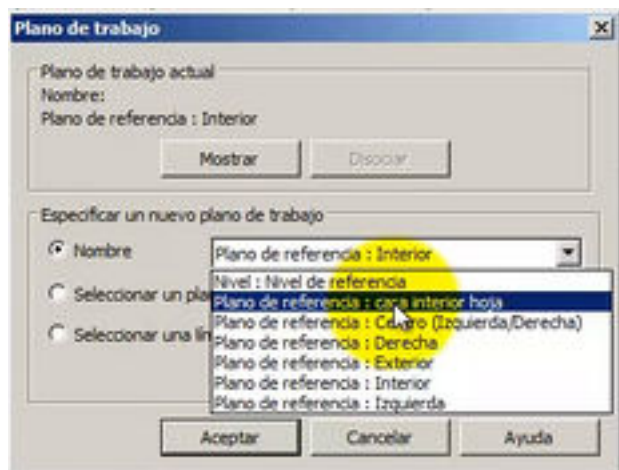 Plano de trabajo
Plano de trabajo actual
Nombre:
Plano de referencia : Interior
Mostrar
Disociar
Especificar un nuevo plano de trabajo
Nombre
Plano de referencia : Interior
Nivel : Nivel de referencia
Seleccionar un pla
Plano de referencia : cara interior hoja
Plano de referencia : Centro (Izquierda/Derecha)
Seleccionar una lín
Plano de referencia : Derecha
Plano de referencia : Exterior
Plano de referencia : Interior
Plano de referencia : Izquierda
Aceptar
Cancelar
Ayuda